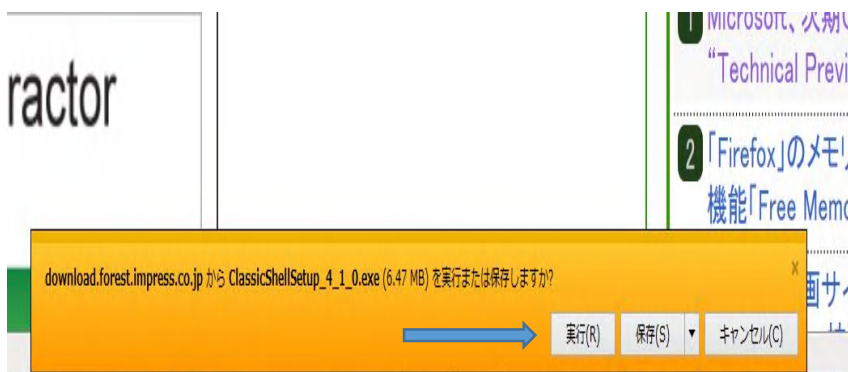 ractor
1 Microsoft、次期
“Technical Previ
2 「Firefox」のメモリ
機能「Free Memo
download.forest.impress.co.jp から ClassicShellSetup_4_1_0.exe (6.47 MB) を実行または保存しますか?
x
画サイ
実行(R) 保存(S) ▼ キャンセル(C)